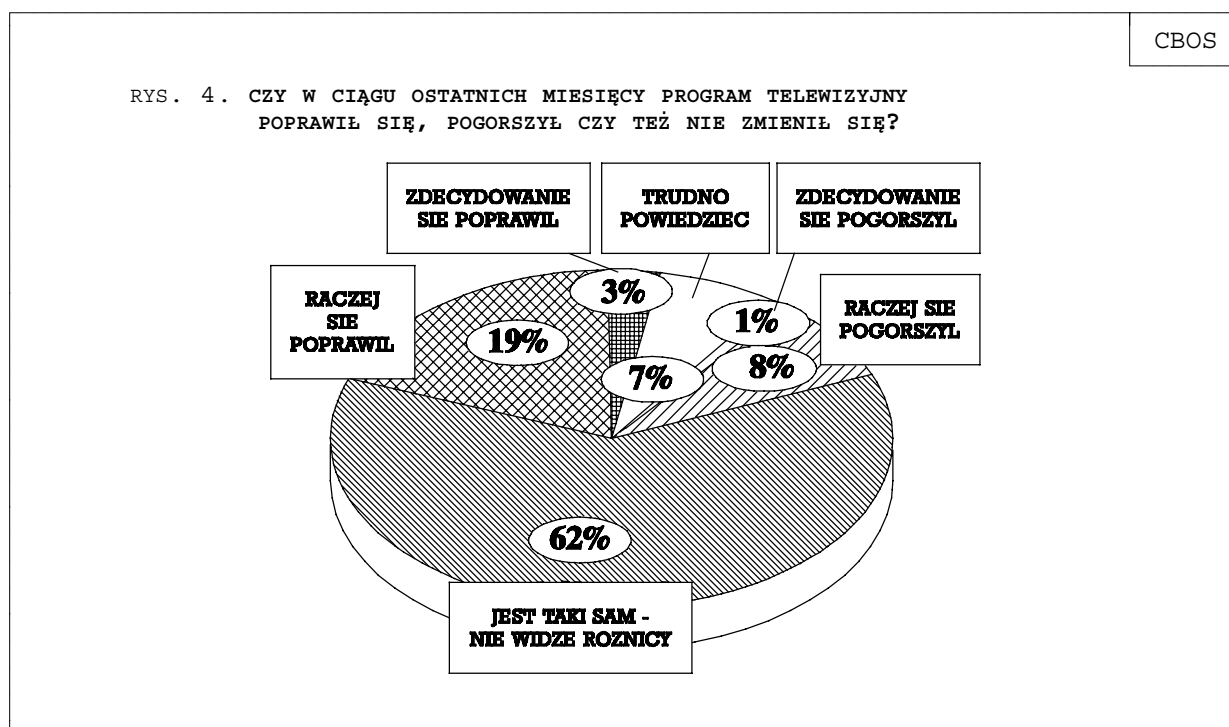 CBOS
RYS. 4. CZY W CIĄGU OSTATNICH MIESIĘCY PROGRAM TELEWIZYJNY
POPRAWIŁ SIĘ, POGORSZYŁ CZY TEŻ NIE ZMIENIŁ SIĘ?
ZDECYDOWANIE
SIE POPRAWIL
TRUDNO
POWIEDZIEC
ZDECYDOWANIE
SIE POGORSZYL
RACZEJ
SIE
POPRAWIL
RACZEJ SIE
POGORSZYL
3%
1%
19%
7%
8%
62%
JEST TAKI SAM -
NIE WIDZE ROZNICY